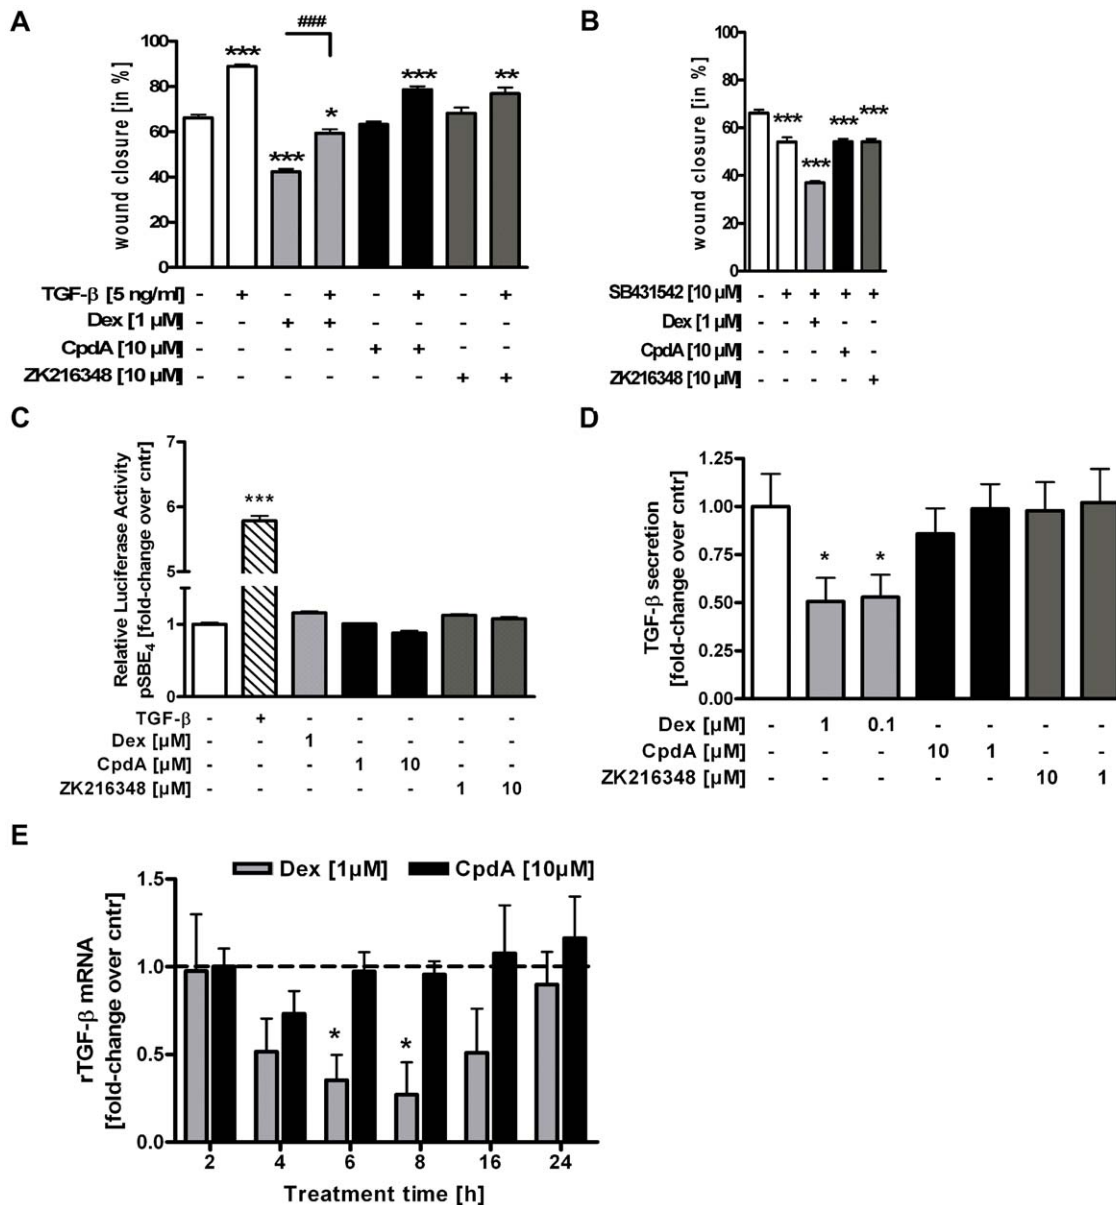 A
###
wound closure [in %]
100
80
60
40
20
0
***
***
*
***
**
TGF-β [5 ng/ml] - + - + - + - +
Dex [1 µM] - - + + - - - -
CpdA [10 µM] - - - - + + - -
ZK216348 [10 µM] - - - - - - + +
B
wound closure [in %]
100
80
60
40
20
0
***
***
***
***
SB431542 [10 µM] - + + + +
Dex [1 µM] - - + - -
CpdA [10 µM] - - - + -
ZK216348 [10 µM] - - - - +
C
Relative Luciferase Activity
pSBE4 [fold-change over cntr]
7
6
5
1
0
***
TGF-β - + - - - - -
Dex [µM] - - 1 - - - -
CpdA [µM] - - - 1 10 - -
ZK216348 [µM] - - - - - 1 10
D
TGF-β secretion
[fold-change over cntr]
1.25
1.00
0.75
0.50
0.25
0.00
*
*
Dex [µM] - 1 0.1 - - - -
CpdA [µM] - - - 10 1 - -
ZK216348 [µM] - - - - - 10 1
E
Dex [1µM] CpdA [10µM]
rTGF-β mRNA
[fold-change over cntr]
1.5
1.0
0.5
0.0
*
*
2 4 6 8 16 24
Treatment time [h]